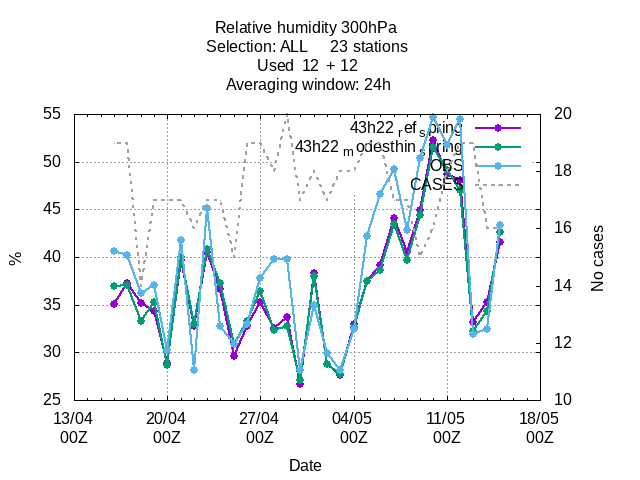 Relative humidity 300hPa
Selection: ALL 23 stations
Used 12 + 12
Averaging window: 24h
43h22_ref_spring
43h22_modesthin_spring
OBS
CASES
55
50
45
40
35
30
25
%
20
18
16
14
12
10
No cases
13/04 20/04 27/04 04/05 11/05 18/05
00Z 00Z 00Z 00Z 00Z 00Z
Date